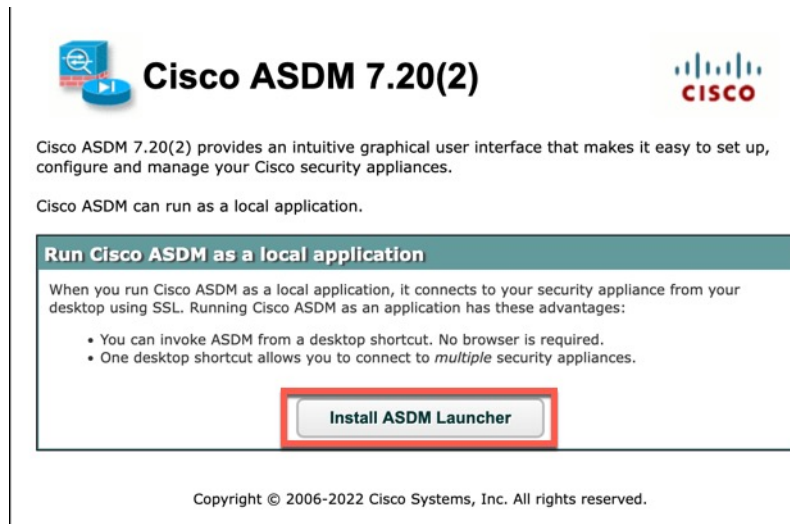 Cisco ASDM 7.20(2)
CISCO
Cisco ASDM 7.20(2) provides an intuitive graphical user interface that makes it easy to set up,
configure and manage your Cisco security appliances.
Cisco ASDM can run as a local application.
Run Cisco ASDM as a local application
When you run Cisco ASDM as a local application, it connects to your security appliance from your
desktop using SSL. Running Cisco ASDM as an application has these advantages:
• You can invoke ASDM from a desktop shortcut. No browser is required.
• One desktop shortcut allows you to connect to multiple security appliances.
Install ASDM Launcher
Copyright © 2006-2022 Cisco Systems, Inc. All rights reserved.